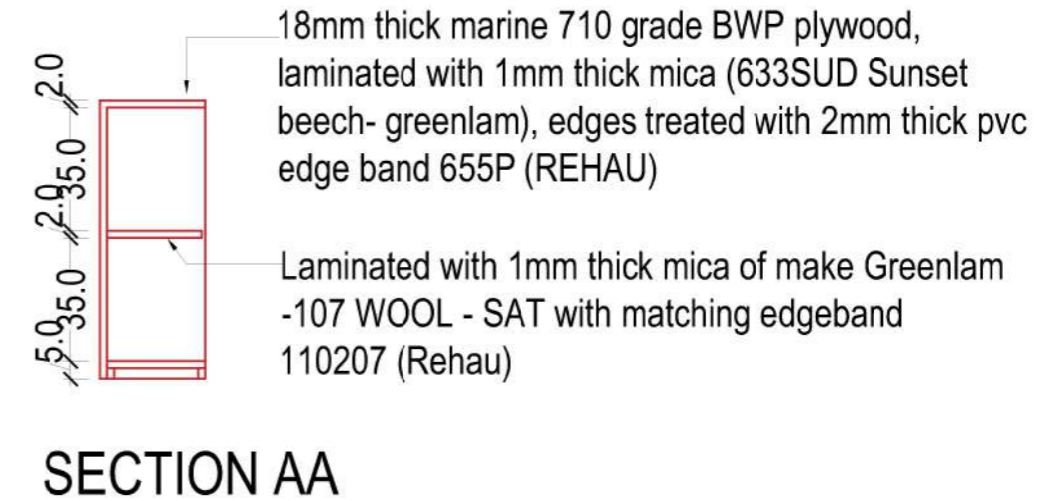 18mm thick marine 710 grade BWP plywood,
laminated with 1mm thick mica (633SUD Sunset
beech- greenlam), edges treated with 2mm thick pvc
edge band 655P (REHAU)
2.0
35.0
2.0
35.0
5.0
Laminated with 1mm thick mica of make Greenlam
-107 WOOL - SAT with matching edgeband
110207 (Rehau)
SECTION AA